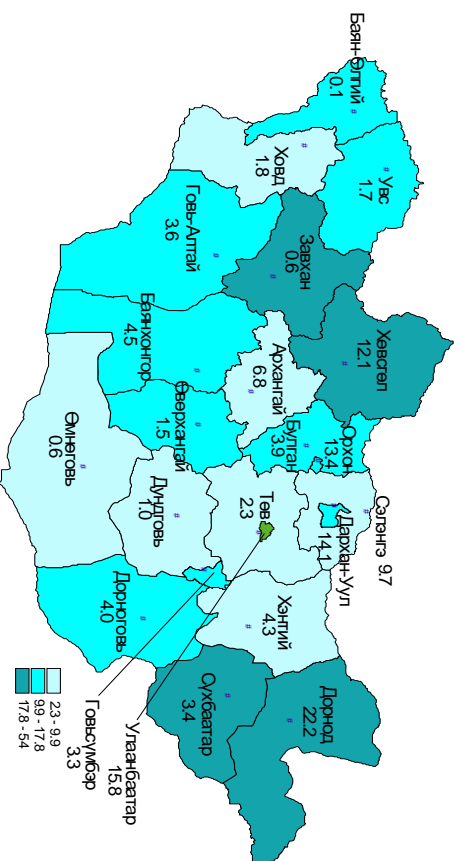 Баян-Өлгий
0.1
Увс
1.7
Ховд
1.8
Говь-Алтай
3.6
Завхан
0.6
Хөвсгөл
12.1
Баянхонгор
4.5
Архангай
6.8
Өверхангай
1.5
Булган
3.9
Орхон
13.4
Сэлэнгэ 9.7
Дархан-Уул
14.1
Төв
2.3
Өмнөговь
0.6
Дундговь
1.0
Дорноговь
4.0
Хэнтий
4.3
Сүхбаатар
3.4
Дорнод
22.2
Улаанбаатар
15.8
Говьсүмбэр
3.3
2.3 - 9.9
9.9 - 17.8
17.8 - 54